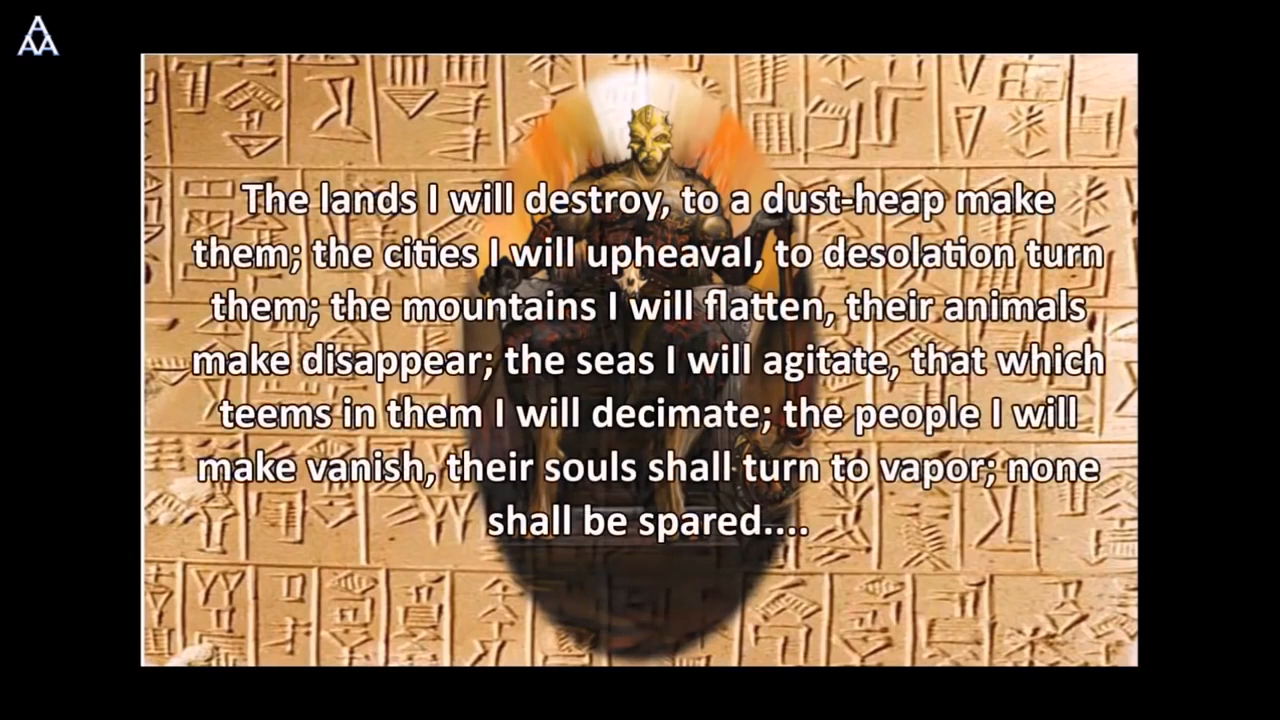 A
AA
The lands I will destroy, to a dust-heap make
them; the cities I will upheaval, to desolation turn
them; the mountains I will flatten, their animals
make disappear; the seas I will agitate, that which
teems in them I will decimate; the people I will
make vanish, their souls shall turn to vapor; none
shall be spared....